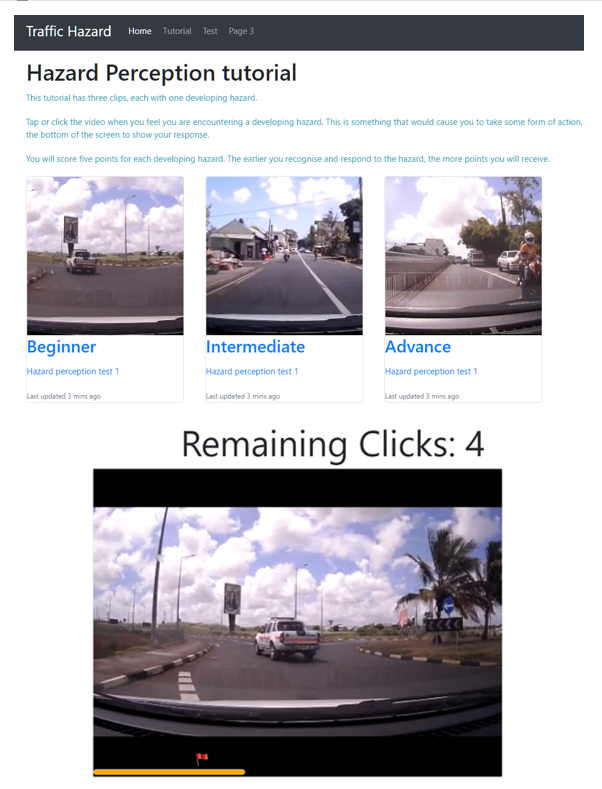 Traffic Hazard Home Tutorial Test Page 3
Hazard Perception tutorial
This tutorial has three clips, each with one developing hazard.
Tap or click the video when you feel you are encountering a developing hazard. This is something that would cause you to take some form of action,
the bottom of the screen to show your response.
You will score five points for each developing hazard. The earlier you recognise and respond to the hazard, the more points you will receive.
Beginner
Hazard perception test 1
Last updated 3 mins ago
Intermediate
Hazard perception test 1
Last updated 3 mins ago
Advance
Hazard perception test 1
Last updated 3 mins ago
Remaining Clicks: 4